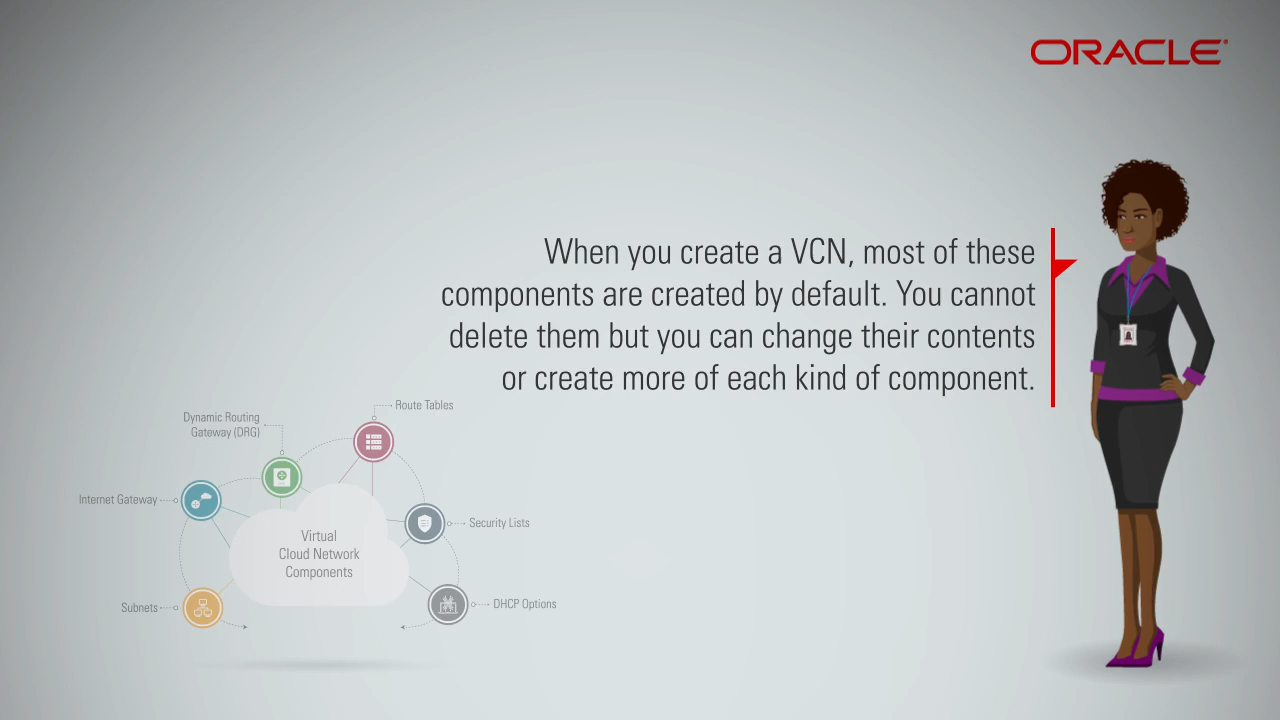 ORACLE
When you create a VCN, most of these
components are created by default. You cannot
delete them but you can change their contents
or create more of each kind of component.
Route Tables
Dynamic Routing
Gateway (DRG)
Internet Gateway
Security Lists
Virtual
Cloud Network
Components
Subnets
DHCP Options